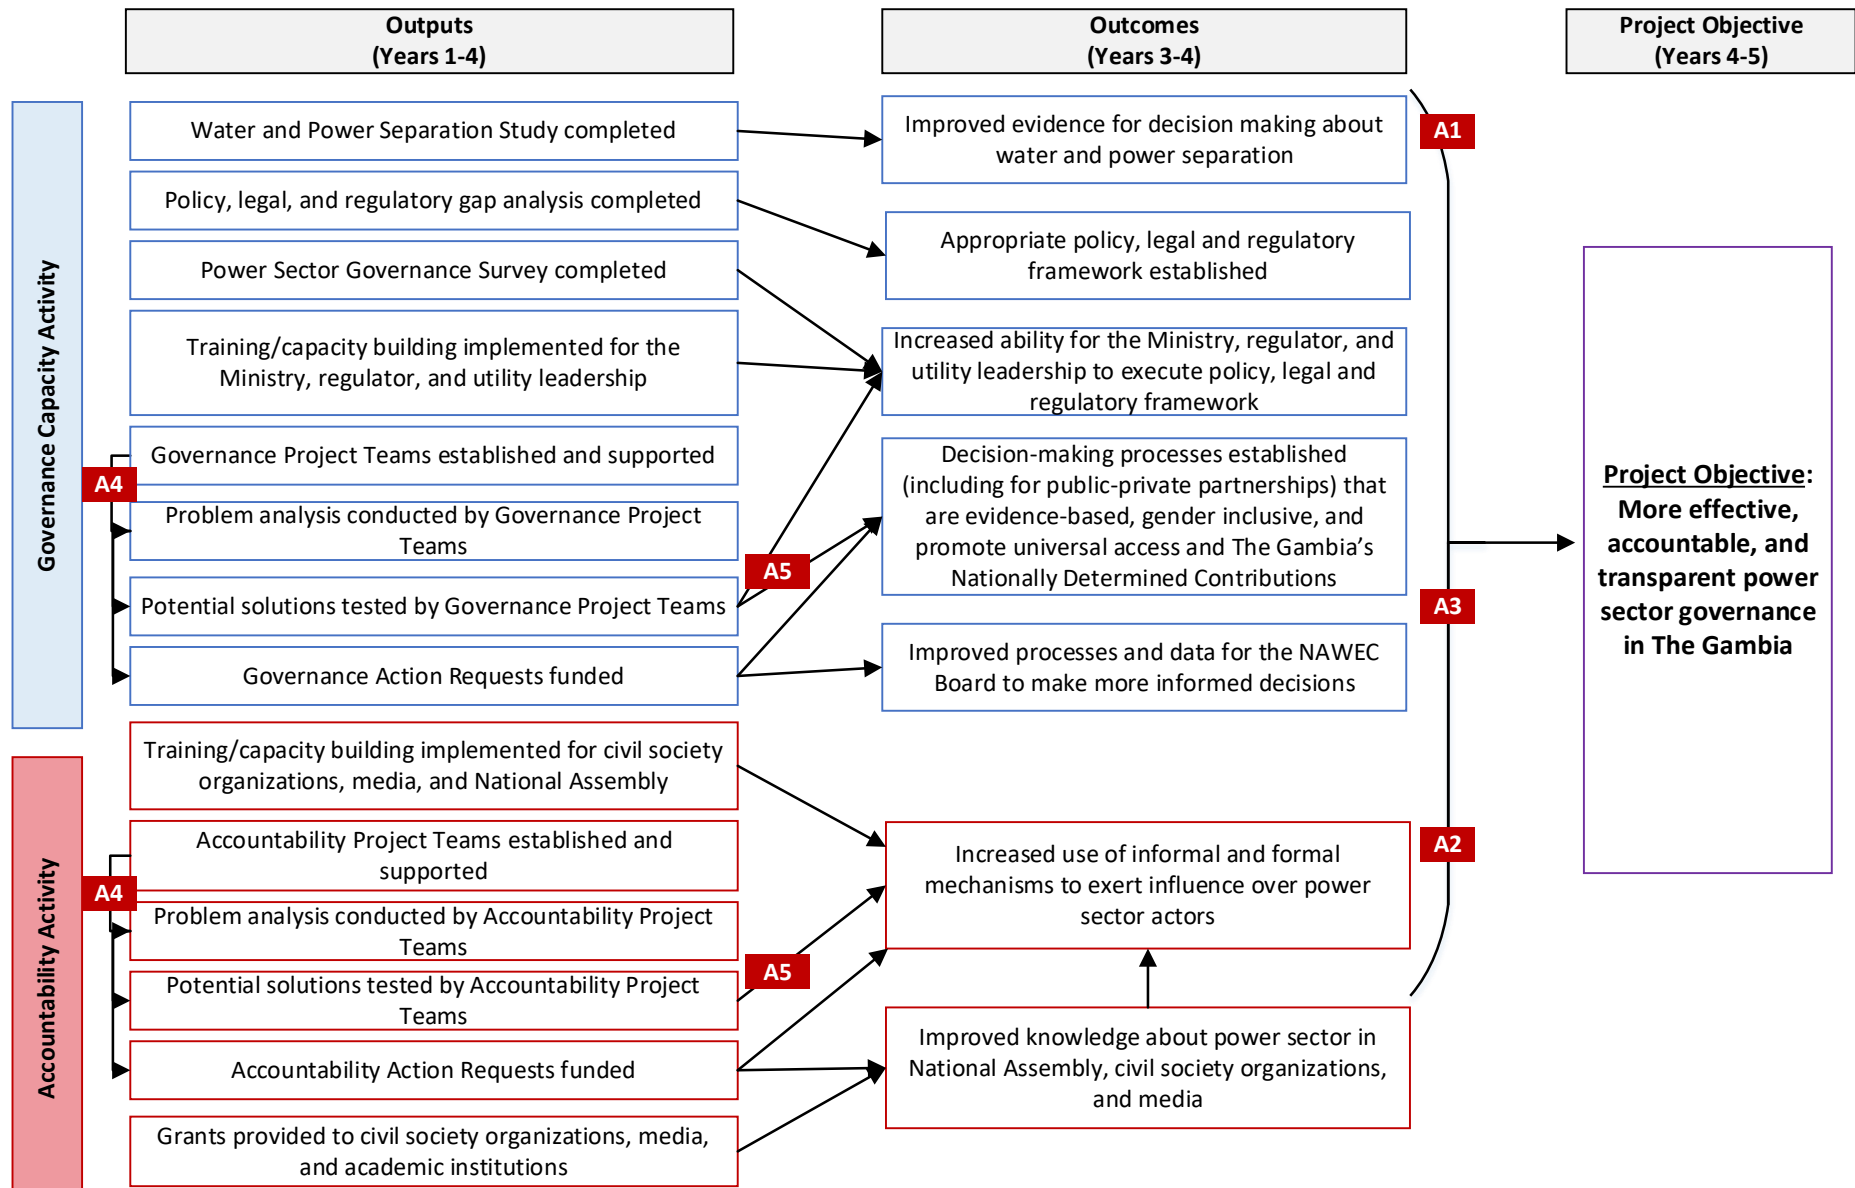 Outputs
(Years 1-4)
Outcomes
(Years 3-4)
Project Objective
(Years 4-5)
Governance Capacity Activity
Water and Power Separation Study completed
Policy, legal, and regulatory gap analysis completed
Power Sector Governance Survey completed
Training/capacity building implemented for the
Ministry, regulator, and utility leadership
Governance Project Teams established and supported
A4
Problem analysis conducted by Governance Project
Teams
Potential solutions tested by Governance Project Teams
A5
Governance Action Requests funded
Improved evidence for decision making about
water and power separation
Appropriate policy, legal and regulatory
framework established
Increased ability for the Ministry, regulator, and
utility leadership to execute policy, legal and
regulatory framework
Decision-making processes established
(including for public-private partnerships) that
are evidence-based, gender inclusive, and
promote universal access and The Gambia’s
Nationally Determined Contributions
Improved processes and data for the NAWEC
Board to make more informed decisions
A1
A3
A2
Project Objective:
More effective,
accountable, and
transparent power
sector governance
in The Gambia
Accountability Activity
Training/capacity building implemented for civil society
organizations, media, and National Assembly
Accountability Project Teams established and
supported
A4
Problem analysis conducted by Accountability Project
Teams
Potential solutions tested by Accountability Project
Teams
A5
Accountability Action Requests funded
Grants provided to civil society organizations, media,
and academic institutions
Increased use of informal and formal
mechanisms to exert influence over power
sector actors
Improved knowledge about power sector in
National Assembly, civil society organizations,
and media